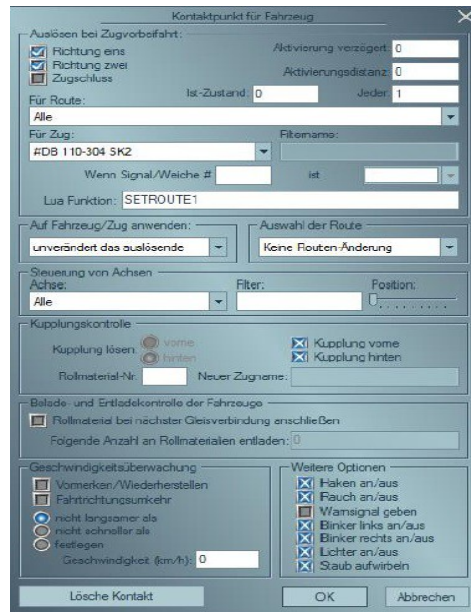 Kontaktpunkt für Fahrzeug
Auslösen bei Zugvorbeifahrt:
Richtung eins
Richtung zwei
Zugschluss
Aktivierung verzögert: 0
Aktivierungsdistanz: 0
Ist-Zustand: 0 Jeder: 1
Für Route:
Alle
Für Zug: Filtername:
#DB 110-304 SK2
Wenn Signal/Weiche # ist
Lua Funktion: SETROUTE1
Auf Fahrzeug/Zug anwenden: Auswahl der Route
unverändert das auslösende Keine Routen-Änderung
Steuerung von Achsen
Achse: Filter: Position:
Alle
Kupplungskontrolle
Kupplung lösen: vorne
hinten
Kupplung vorne
Kupplung hinten
Rollmaterial-Nr. Neuer Zugname:
Belade- und Entladekontrolle der Fahrzeuge
Rollmaterial bei nächster Gleisverbindung anschließen
Folgende Anzahl an Rollmaterialien entladen: 0
Geschwindigkeitsüberwachung
Vormerken/Wiederherstellen
Fahrtrichtungsumkehr
nicht langsamer als
nicht schneller als
festlegen
Geschwindigkeit (km/h): 0
Weitere Optionen
Haken an/aus
Rauch an/aus
Warnsignal geben
Blinker links an/aus
Blinker rechts an/aus
Lichter an/aus
Staub aufwirbeln
Lösche Kontakt OK Abbrechen